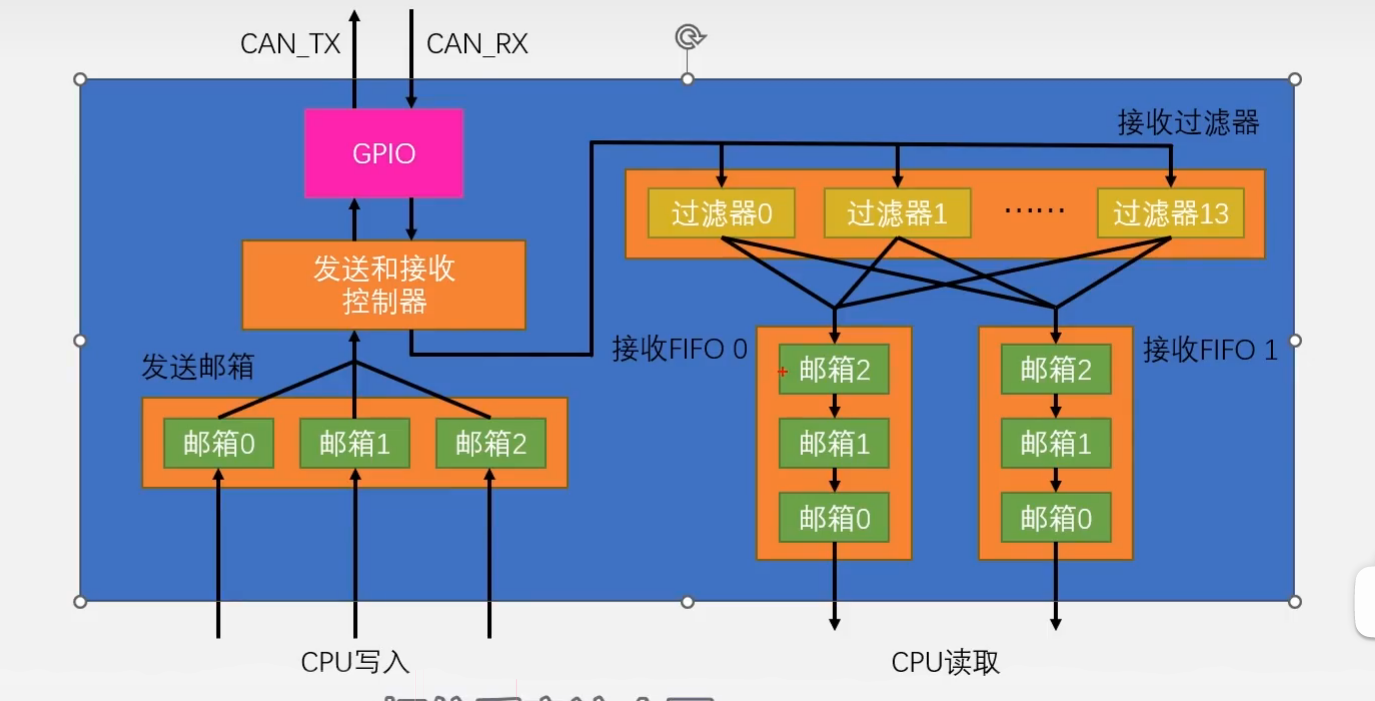 CAN_TX
CAN_RX
GPIO
接收过滤器
过滤器0
过滤器1
……
过滤器13
发送和接收
控制器
发送邮箱
接收FIFO 0
接收FIFO 1
邮箱2
邮箱2
邮箱0
邮箱1
邮箱2
邮箱1
邮箱1
邮箱0
邮箱0
CPU写入
CPU读取